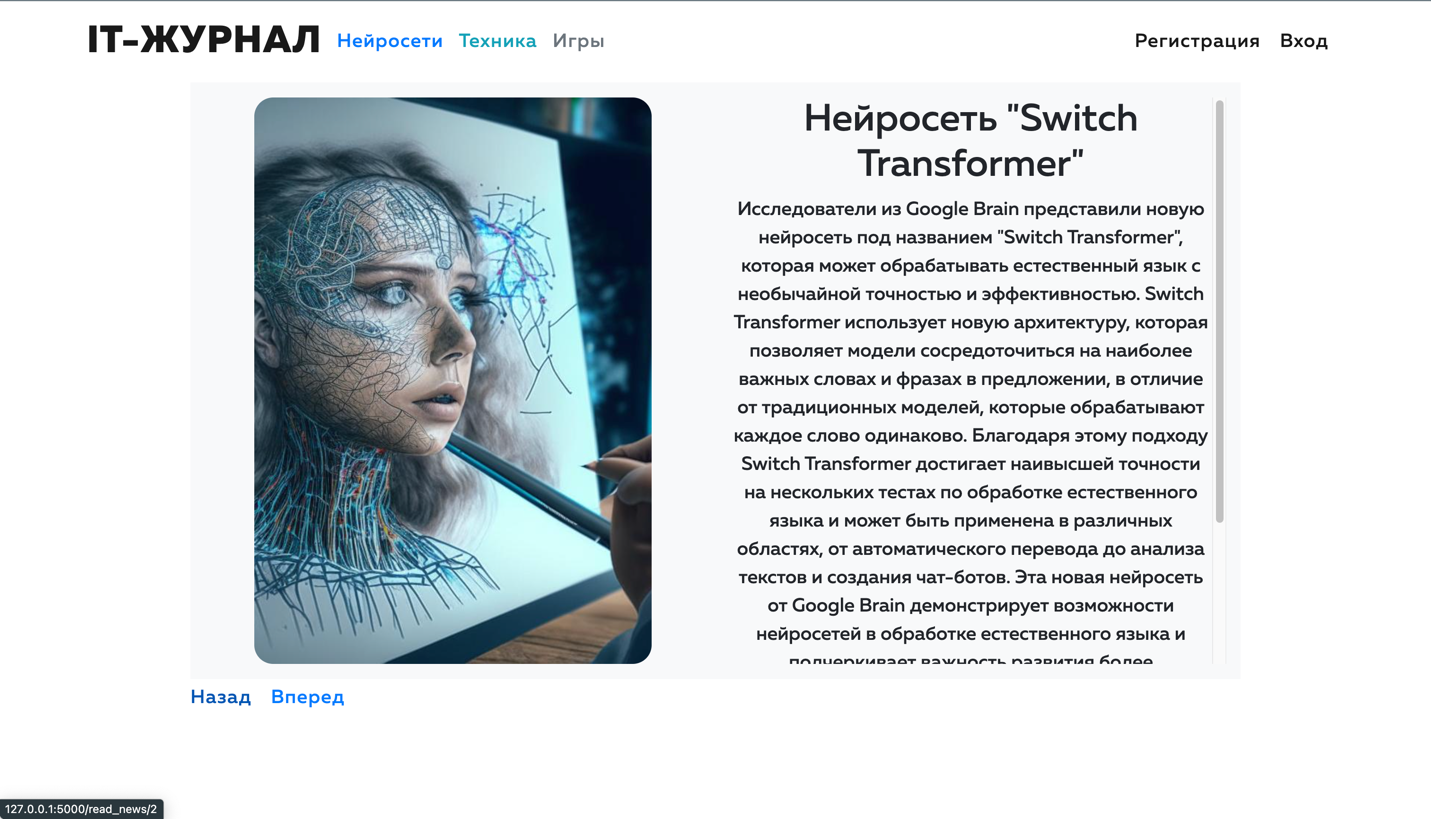 IT-ЖУРНАЛ Нейросети Техника Игры Регистрация Вход
Нейросеть "Switch
Transformer"
Исследователи из Google Brain представили новую
нейросеть под названием "Switch Transformer",
которая может обрабатывать естественный язык с
необычайной точностью и эффективностью. Switch
Transformer использует новую архитектуру, которая
позволяет модели сосредоточиться на наиболее
важных словах и фразах в предложении, в отличие
от традиционных моделей, которые обрабатывают
каждое слово одинаково. Благодаря этому подходу
Switch Transformer достигает наивысшей точности
на нескольких тестах по обработке естественного
языка и может быть применена в различных
областях, от автоматического перевода до анализа
текстов и создания чат-ботов. Эта новая нейросеть
от Google Brain демонстрирует возможности
нейросетей в обработке естественного языка и
подчеркивает важность развития более
Назад Вперед
127.0.0.1:5000/read_news/2